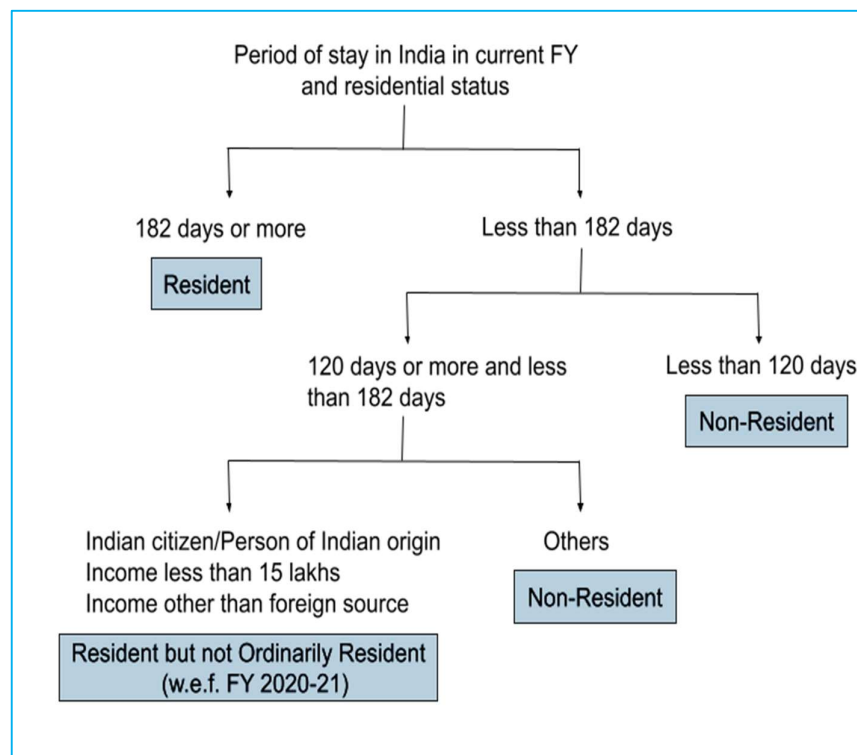 Period of stay in India in current FY
and residential status
182 days or more
Resident
Less than 182 days
120 days or more and less
than 182 days
Less than 120 days
Non-Resident
Indian citizen/Person of Indian origin
Income less than 15 lakhs
Income other than foreign source
Resident but not Ordinarily Resident
(w.e.f. FY 2020-21)
Others
Non-Resident